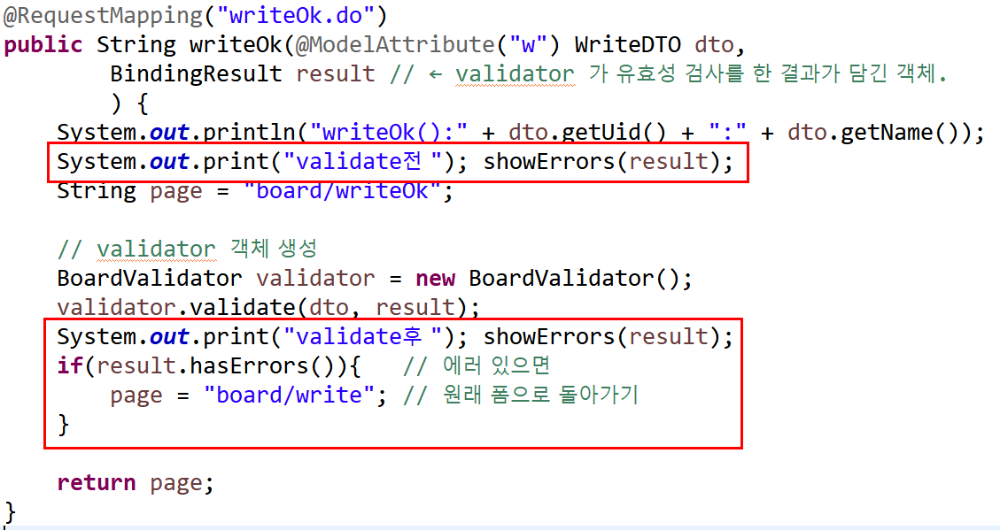 @RequestMapping("writeOk.do")
public String writeOk(@ModelAttribute("w") WriteDTO dto,
BindingResult result // ← validator 가 유효성 검사를 한 결과가 담긴 객체.
) {
System.out.println("writeOk():" + dto.getUid() + ":" + dto.getName());
System.out.print("validate전 "); showErrors(result);
String page = "board/writeOk";
// validator 객체 생성
BoardValidator validator = new BoardValidator();
validator.validate(dto, result);
System.out.print("validate후 "); showErrors(result);
if(result.hasErrors()){ // 에러 있으면
page = "board/write"; // 원래 폼으로 돌아가기
}
return page;
}